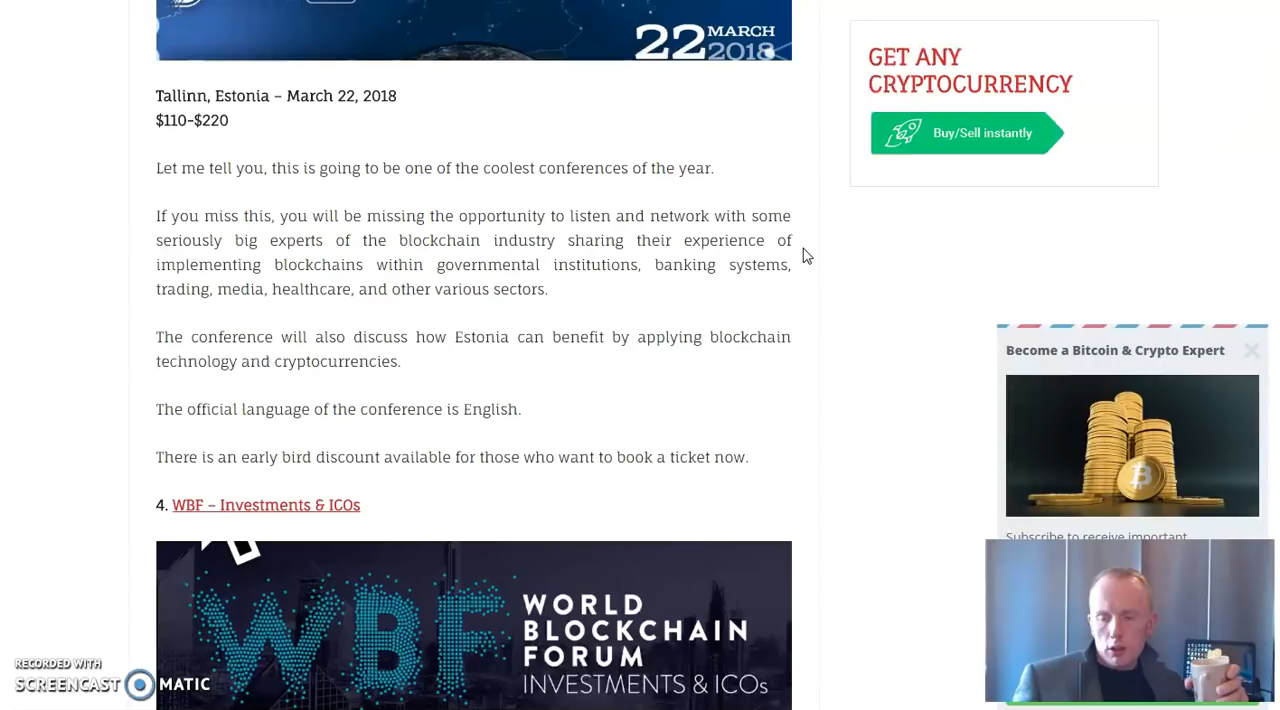 22 MARCH
2018
Tallinn, Estonia – March 22, 2018
$110-$220
Let me tell you, this is going to be one of the coolest conferences of the year.
If you miss this, you will be missing the opportunity to listen and network with some
seriously big experts of the blockchain industry sharing their experience of
implementing blockchains within governmental institutions, banking systems,
trading, media, healthcare, and other various sectors.
The conference will also discuss how Estonia can benefit by applying blockchain
technology and cryptocurrencies.
The official language of the conference is English.
There is an early bird discount available for those who want to book a ticket now.
4. WBF – Investments & ICOs
WBF
WORLD
BLOCKCHAIN
FORUM
INVESTMENTS & ICOs
GET ANY
CRYPTOCURRENCY
Buy/Sell instantly
Become a Bitcoin & Crypto Expert
Subscribe to receive important
RECORDED WITH
SCREENCAST MATIC